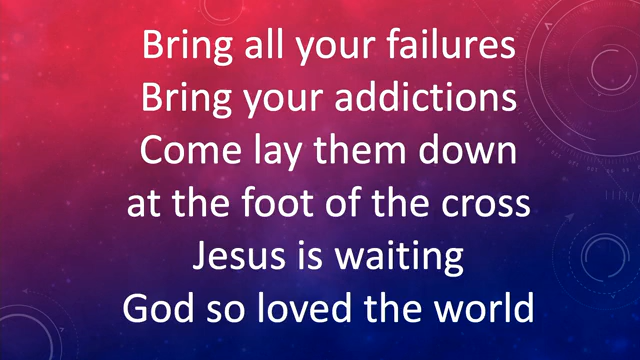 Bring all your failures
Bring your addictions
Come lay them down
at the foot of the cross
Jesus is waiting
God so loved the world